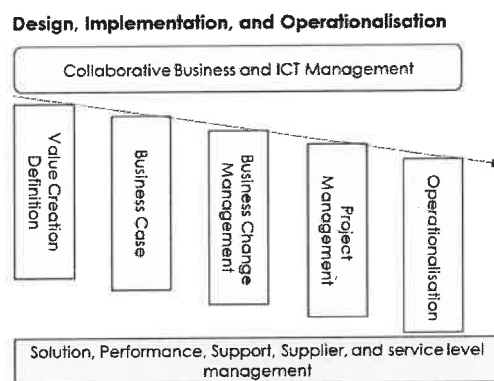 Design, Implementation, and Operationalisation
Collaborative Business and ICT Management
Value Creation
Definition
Business Case
Business Change
Management
Project
Management
Operationalisation
Solution, Performance, Support, Supplier, and service level
management